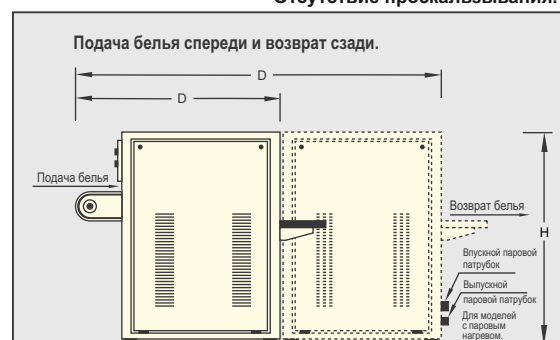 Отсутствие проскальзывания.
Подача белья спереди и возврат сзади.
D
D
Подача белья
Возврат белья
H
Впускной паровой
патрубок
Выпускной
паровой патрубок
Для моделей
с паровым
нагревом.